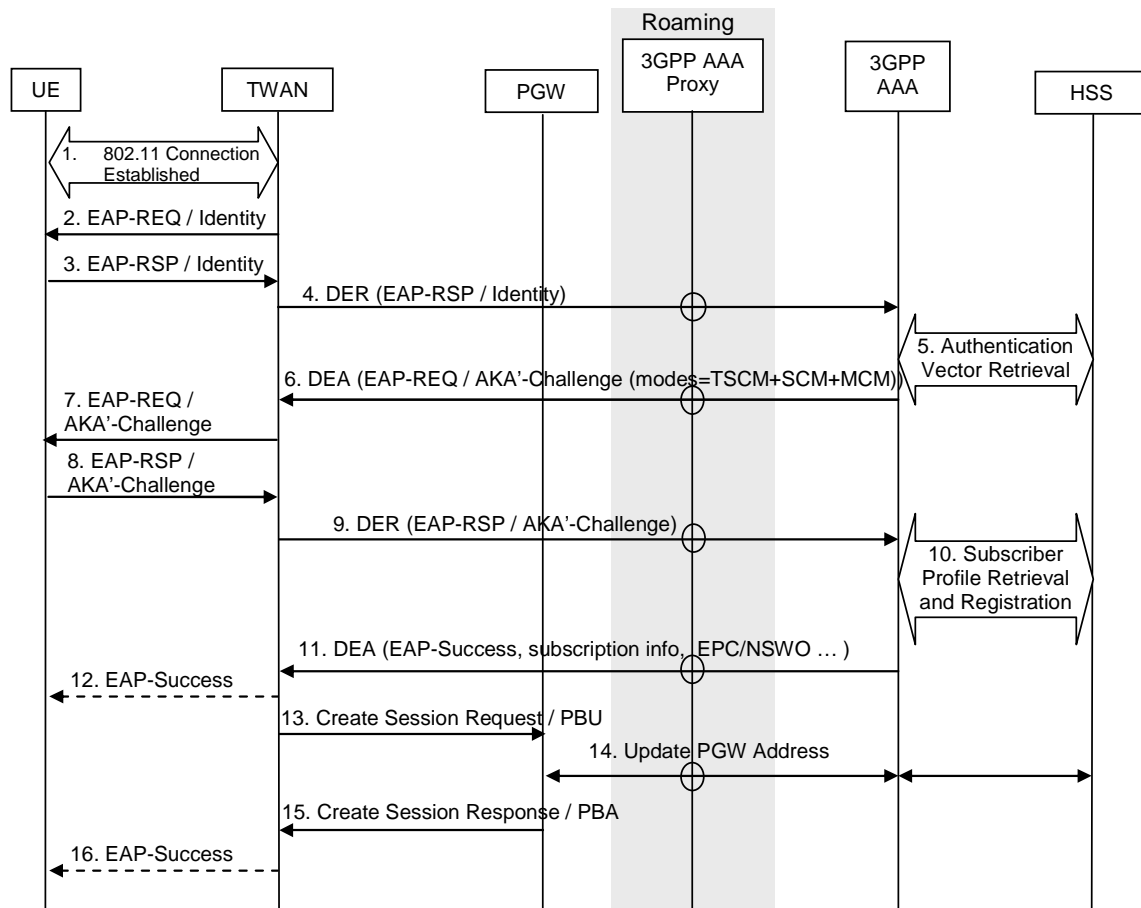 Roaming
UE
TWAN
PGW
3GPP AAA
Proxy
3GPP
AAA
HSS
1. 802.11 Connection
Established
2. EAP-REQ / Identity
3. EAP-RSP / Identity
4. DER (EAP-RSP / Identity)
5. Authentication
Vector Retrieval
6. DEA (EAP-REQ / AKA’-Challenge (modes=TSCM+SCM+MCM))
7. EAP-REQ /
AKA’-Challenge
8. EAP-RSP /
AKA’-Challenge
9. DER (EAP-RSP / AKA’-Challenge)
10. Subscriber
Profile Retrieval
and Registration
11. DEA (EAP-Success, subscription info, EPC/NSWO … )
12. EAP-Success
13. Create Session Request / PBU
14. Update PGW Address
15. Create Session Response / PBA
16. EAP-Success